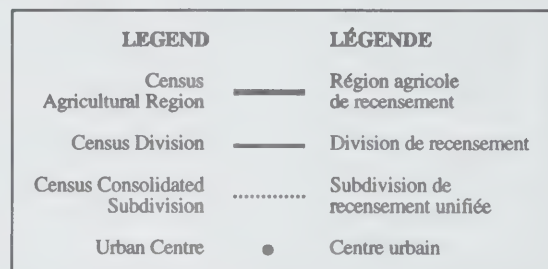 LEGEND LÉGENDE
Census Région agricole
Agricultural Region de recensement
Census Division Division de recensement
Census Consolidated Subdivision de
Subdivision recensement unifiée
Urban Centre Centre urbain